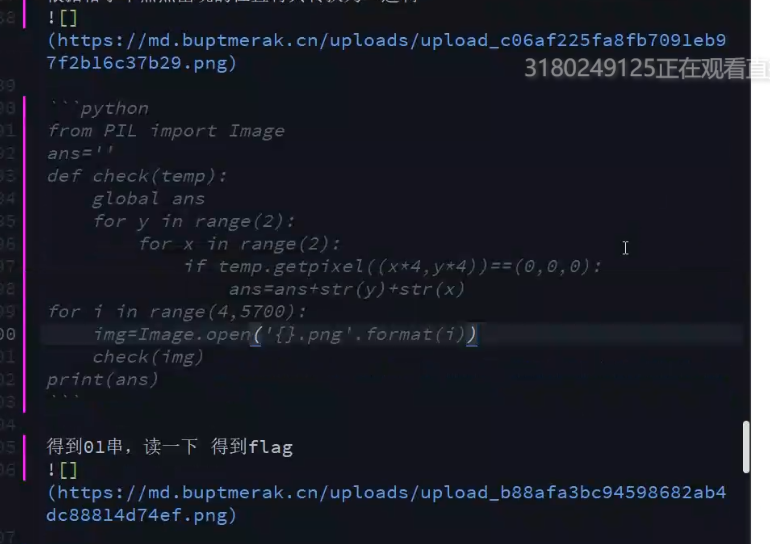 ![]
(https://md.buptmerak.cn/uploads/upload_c06af225fa8fb7091eb9
7f2b16c37b29.png)
3180249125正在观看直
```python
from PIL import Image
ans=''
def check(temp):
global ans
for y in range(2):
for x in range(2):
if temp.getpixel((x*4,y*4))==(0,0,0):
ans=ans+str(y)+str(x)
for i in range(4,5700):
img=Image.open('{}.png'.format(i))
check(img)
print(ans)
```
得到01串，读一下 得到flag
![]
(https://md.buptmerak.cn/uploads/upload_b88afa3bc94598682ab4
dc88814d74ef.png)